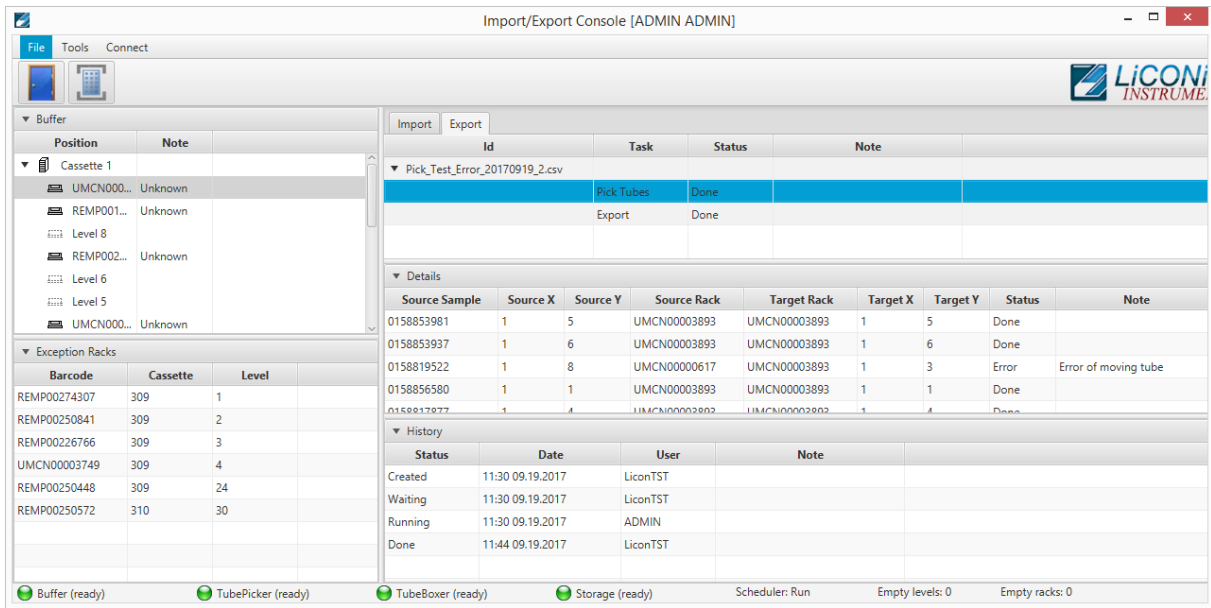 Import/Export Console [ADMIN ADMIN]
File Tools Connect
LiCONi
INSTRUME
Buffer
Position Note
Cassette 1
UMCN000... Unknown
REMP001... Unknown
Level 8
REMP002... Unknown
Level 6
Level 5
UMCN000... Unknown
Exception Racks
Barcode Cassette Level
REMP00274307 309 1
REMP00250841 309 2
REMP00226766 309 3
UMCN00003749 309 4
REMP00250448 309 24
REMP00250572 310 30
Import Export
Id Task Status Note
Pick_Test_Error_20170919_2.csv
Pick Tubes Done
Export Done
Details
Source Sample Source X Source Y Source Rack Target Rack Target X Target Y Status Note
0158853981 1 5 UMCN00003893 UMCN00003893 1 5 Done
0158853937 1 6 UMCN00003893 UMCN00003893 1 6 Done
0158819522 1 8 UMCN00000617 UMCN00003893 1 3 Error Error of moving tube
0158856580 1 1 UMCN00003893 UMCN00003893 1 1 Done
0158817877 1 4 UMCN00003893 UMCN00003893 1 4 Done
History
Status Date User Note
Created 11:30 09.19.2017 LiconTST
Waiting 11:30 09.19.2017 LiconTST
Running 11:30 09.19.2017 ADMIN
Done 11:44 09.19.2017 LiconTST
Buffer (ready) TubePicker (ready) TubeBoxer (ready) Storage (ready) Scheduler: Run Empty levels: 0 Empty racks: 0